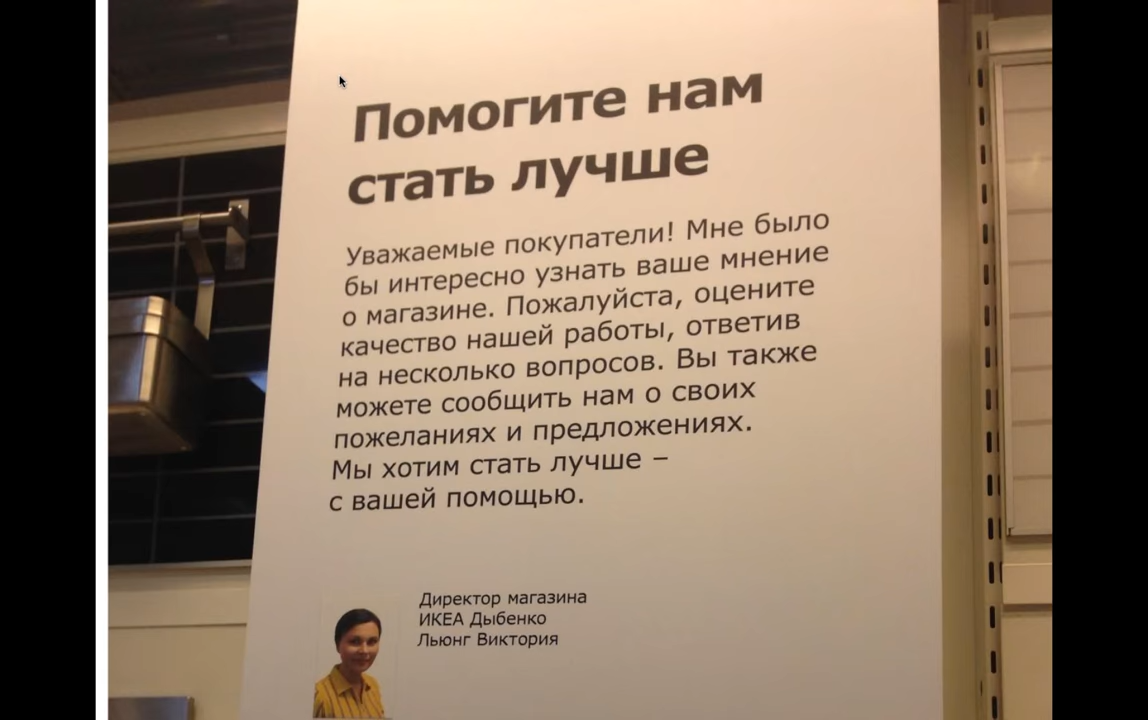 Помогите нам
стать лучше
Уважаемые покупатели! Мне было
бы интересно узнать ваше мнение
о магазине. Пожалуйста, оцените
качество нашей работы, ответив
на несколько вопросов. Вы также
можете сообщить нам о своих
пожеланиях и предложениях.
Мы хотим стать лучше –
с вашей помощью.
Директор магазина
ИКЕА Дыбенко
Льюнг Виктория